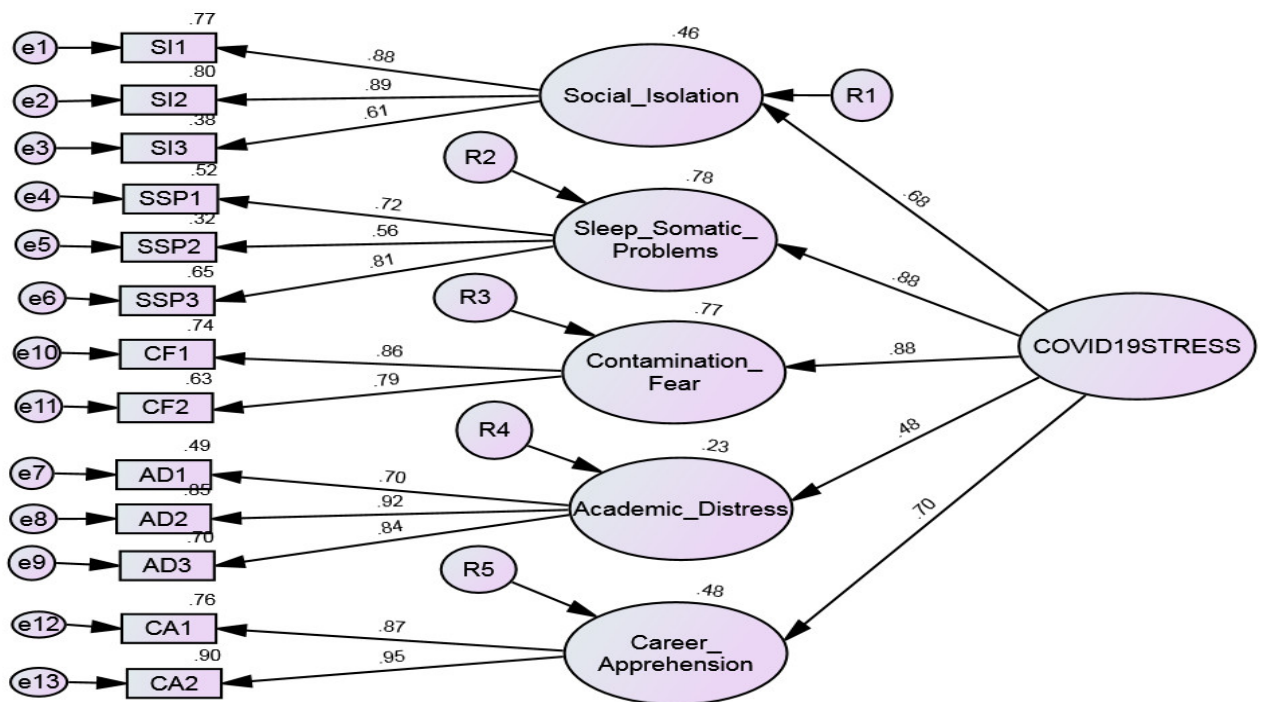 .77
e1
SI1
.88
.80
e2
SI2
.89
.38
e3
SI3
.61
.46
Social_Isolation
R1
.68
.52
e4
SSP1
.72
.32
e5
SSP2
.56
.65
e6
SSP3
.81
R2
.78
Sleep_Somatic_
Problems
.88
.74
e10
CF1
.86
.63
e11
CF2
.79
R3
.77
Contamination_
Fear
.88
COVID19STRESS
.49
e7
AD1
.70
.85
e8
AD2
.92
.70
e9
AD3
.84
R4
.23
Academic_Distress
.48
.76
e12
CA1
.87
.90
e13
CA2
.95
R5
.48
Career_
Apprehension
.70